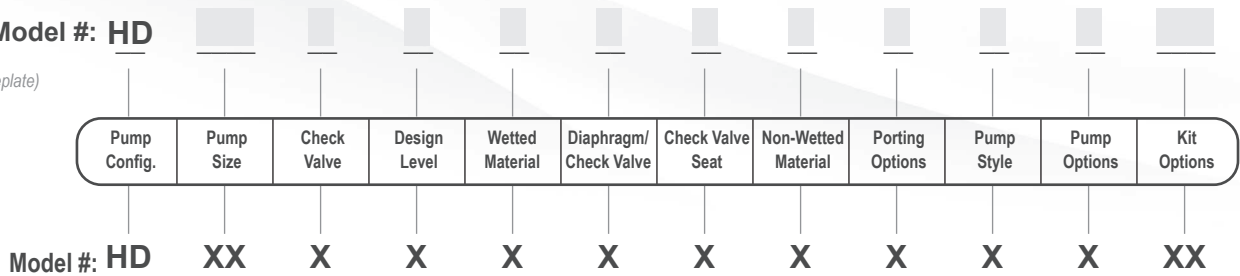 Model #: HD
eplate)
Pump Config. Pump Size Check Valve Design Level Wetted Material Diaphragm/ Check Valve Check Valve Seat Non-Wetted Material Porting Options Pump Style Pump Options Kit Options
Model #: HD XX X X X X X X X X X XX